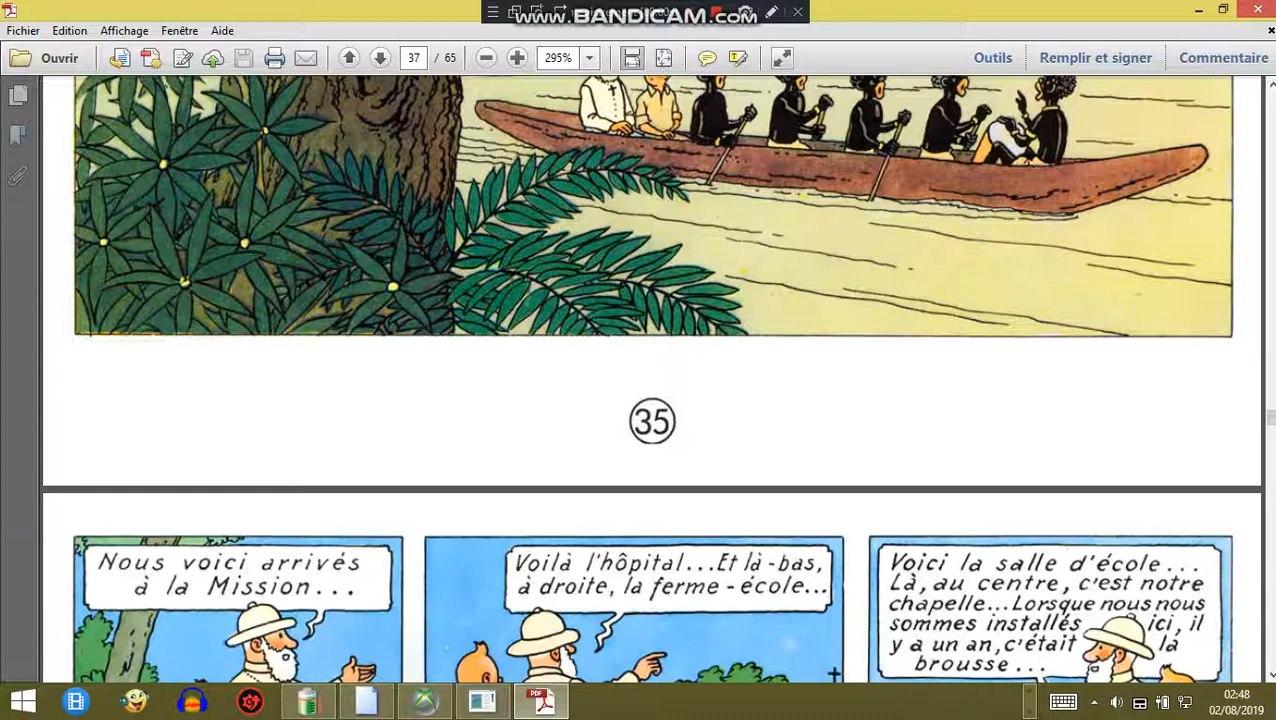 www.BANDICAM.com
Fichier Edition Affichage Fenêtre Aide
Ouvrir 37 / 65 295% Outils Remplir et signer Commentaire
35
Nous voici arrivés
à la Mission...
Voilà l'hôpital...Et là-bas,
à droite, la ferme-école...
Voici la salle d'école...
Là, au centre, c'est notre
chapelle...Lorsque nous nous
sommes installés ici, il
y a un an, c'était la
brousse...
PDF
02:48
02/08/2019